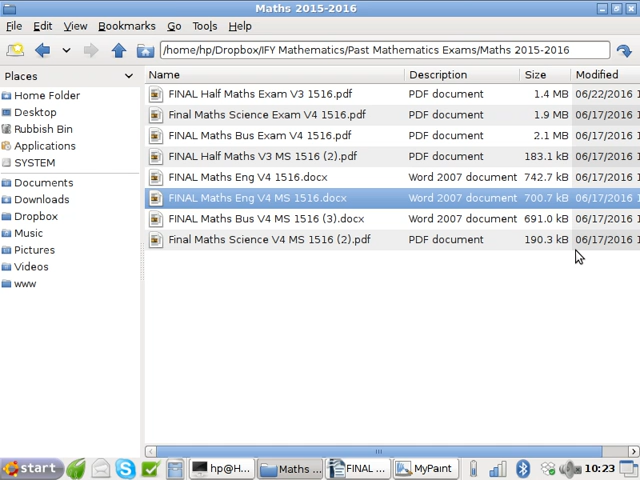 Maths 2015-2016
File Edit View Bookmarks Go Tools Help
/home/hp/Dropbox/IFY Mathematics/Past Mathematics Exams/Maths 2015-2016
Places
Home Folder
Desktop
Rubbish Bin
Applications
SYSTEM
Documents
Downloads
Dropbox
Music
Pictures
Videos
www
Name Description Size Modified
FINAL Half Maths Exam V3 1516.pdf PDF document 1.4 MB 06/22/2016 1
Final Maths Science Exam V4 1516.pdf PDF document 1.9 MB 06/17/2016 1
FINAL Maths Bus Exam V4 1516.pdf PDF document 2.1 MB 06/17/2016 1
FINAL Half Maths V3 MS 1516 (2).pdf PDF document 183.1 kB 06/17/2016 1
FINAL Maths Eng V4 1516.docx Word 2007 document 742.7 kB 06/17/2016 1
FINAL Maths Eng V4 MS 1516.docx Word 2007 document 700.7 kB 06/17/2016 1
FINAL Maths Bus V4 MS 1516 (3).docx Word 2007 document 691.0 kB 06/17/2016 1
Final Maths Science V4 MS 1516 (2).pdf PDF document 190.3 kB 06/17/2016 1
start hp@H... Maths ... FINAL ... MyPaint 10:23